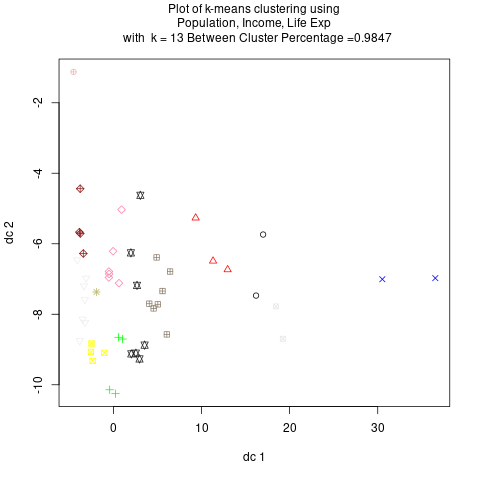 Plot of k-means clustering using
Population, Income, Life Exp
with k = 13 Between Cluster Percentage =0.9847
-2
-4
-6
-8
-10
dc 2
0 10 20 30
dc 1